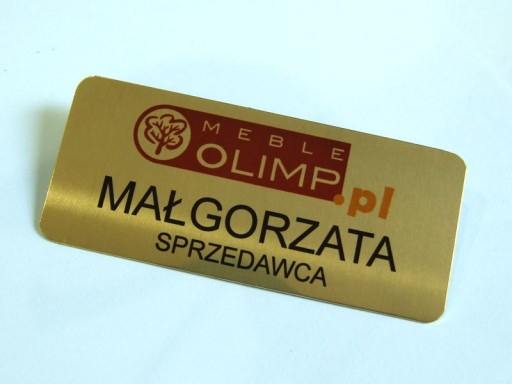 MEBLE
OLIMP.pl
MAŁGORZATA
SPRZEDAWCA